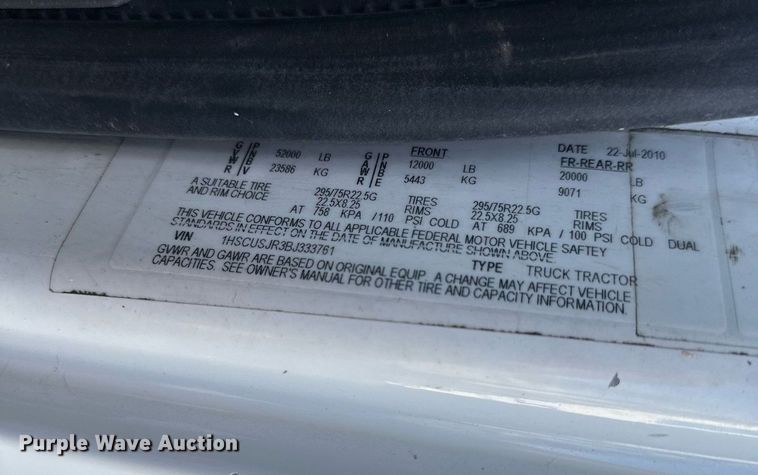 DATE 22-Jul-2010
GVWR PNBV 52000 LB 23586 KG
GAWR PNBE FRONT 12000 LB 5443 KG
FR-REAR-RR 20000 LB 9071 KG
A SUITABLE TIRE AND RIM CHOICE
295/75R22.5G TIRES 295/75R22.5G TIRES
22.5X8.25 RIMS 22.5X8.25 RIMS
AT 758 KPA /110 PSI COLD AT 689 KPA / 100 PSI COLD DUAL
THIS VEHICLE CONFORMS TO ALL APPLICABLE FEDERAL MOTOR VEHICLE SAFTEY
STANDARDS IN EFFECT ON THE DATE OF MANUFACTURE SHOWN ABOVE.
VIN 1HSCUSJR3BJ333761 TYPE TRUCK TRACTOR
GVWR AND GAWR ARE BASED ON ORIGINAL EQUIP. A CHANGE MAY AFFECT VEHICLE
CAPACITIES. SEE OWNER'S MANUAL FOR OTHER TIRE AND CAPACITY INFORMATION.
Purple Wave Auction